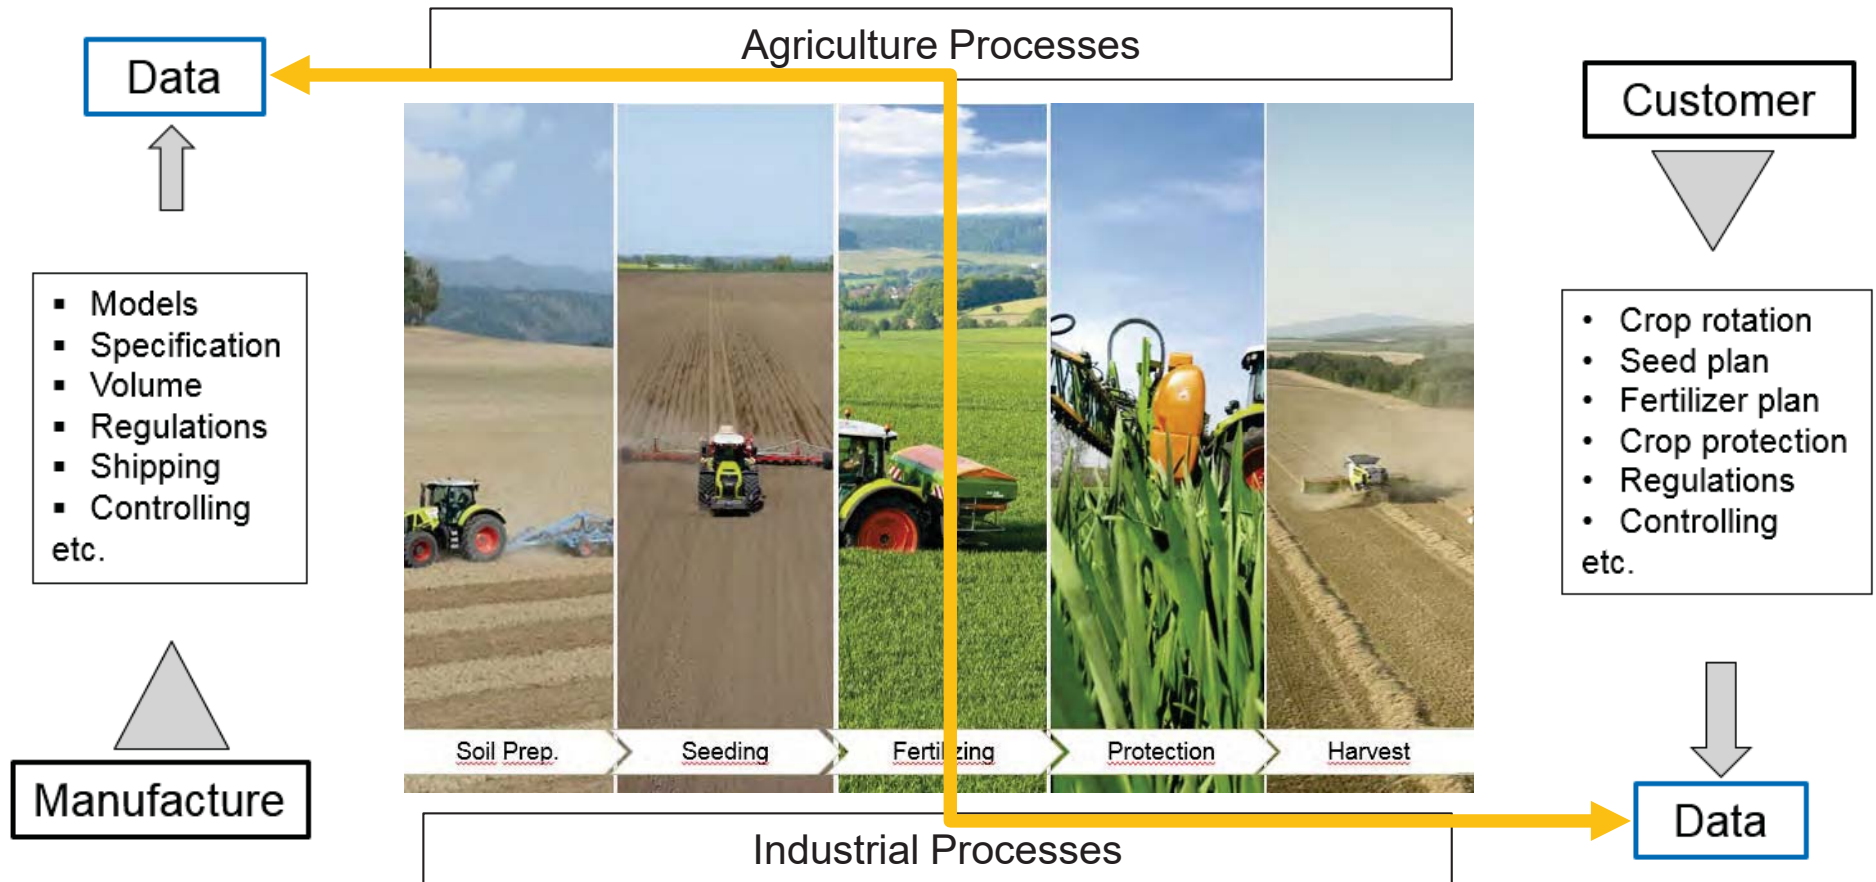 Agriculture Processes
Data
Customer
▪ Models
▪ Specification
▪ Volume
▪ Regulations
▪ Shipping
▪ Controlling
etc.
• Crop rotation
• Seed plan
• Fertilizer plan
• Crop protection
• Regulations
• Controlling
etc.
Soil Prep.
Seeding
Fertilizing
Protection
Harvest
Manufacture
Data
Industrial Processes